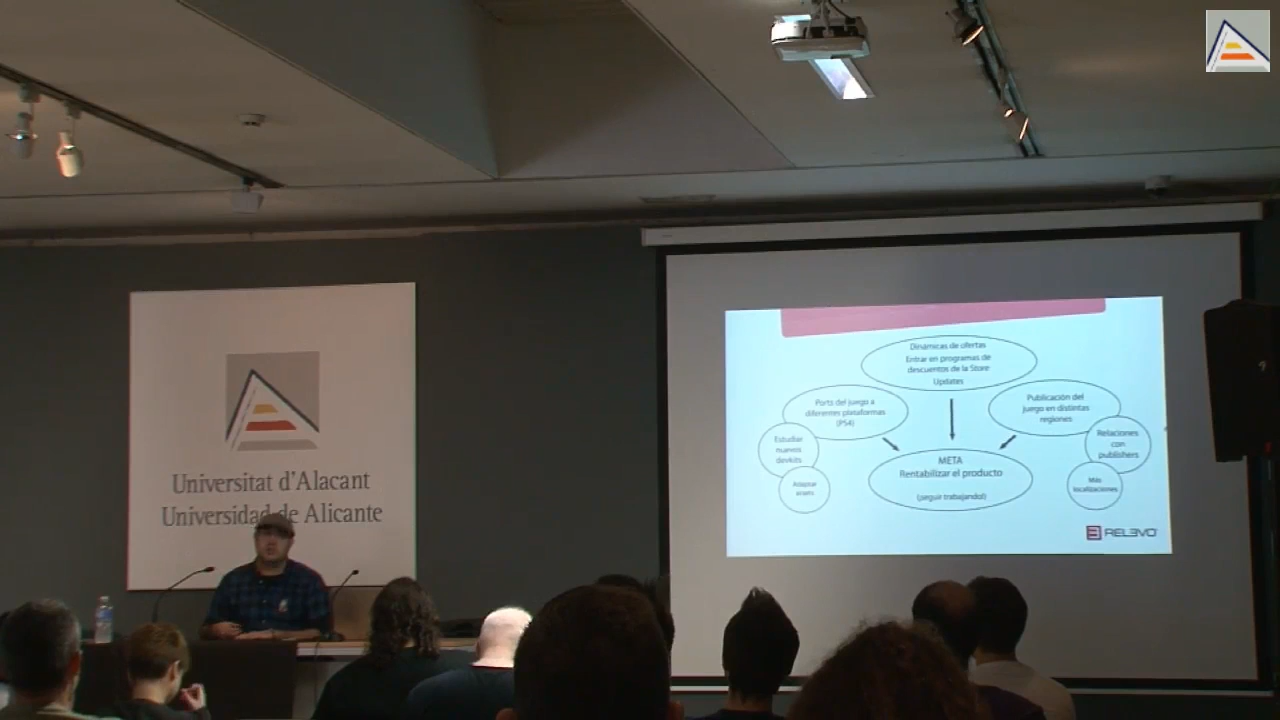 Universitat d'Alacant
Universidad de Alicante
Dinámicas de ofertas
Entrar en programas de
descuentos de la Store
Updates
Ports del juego a
diferentes plataformas
(PS4)
Publicación del
juego en distintas
regiones
Estudiar
nuevos
devkits
Adaptar
Relaciones
con
publishers
Más
localizaciones
META
Rentabilizar el producto
(seguir trabajando!)
RELEVO